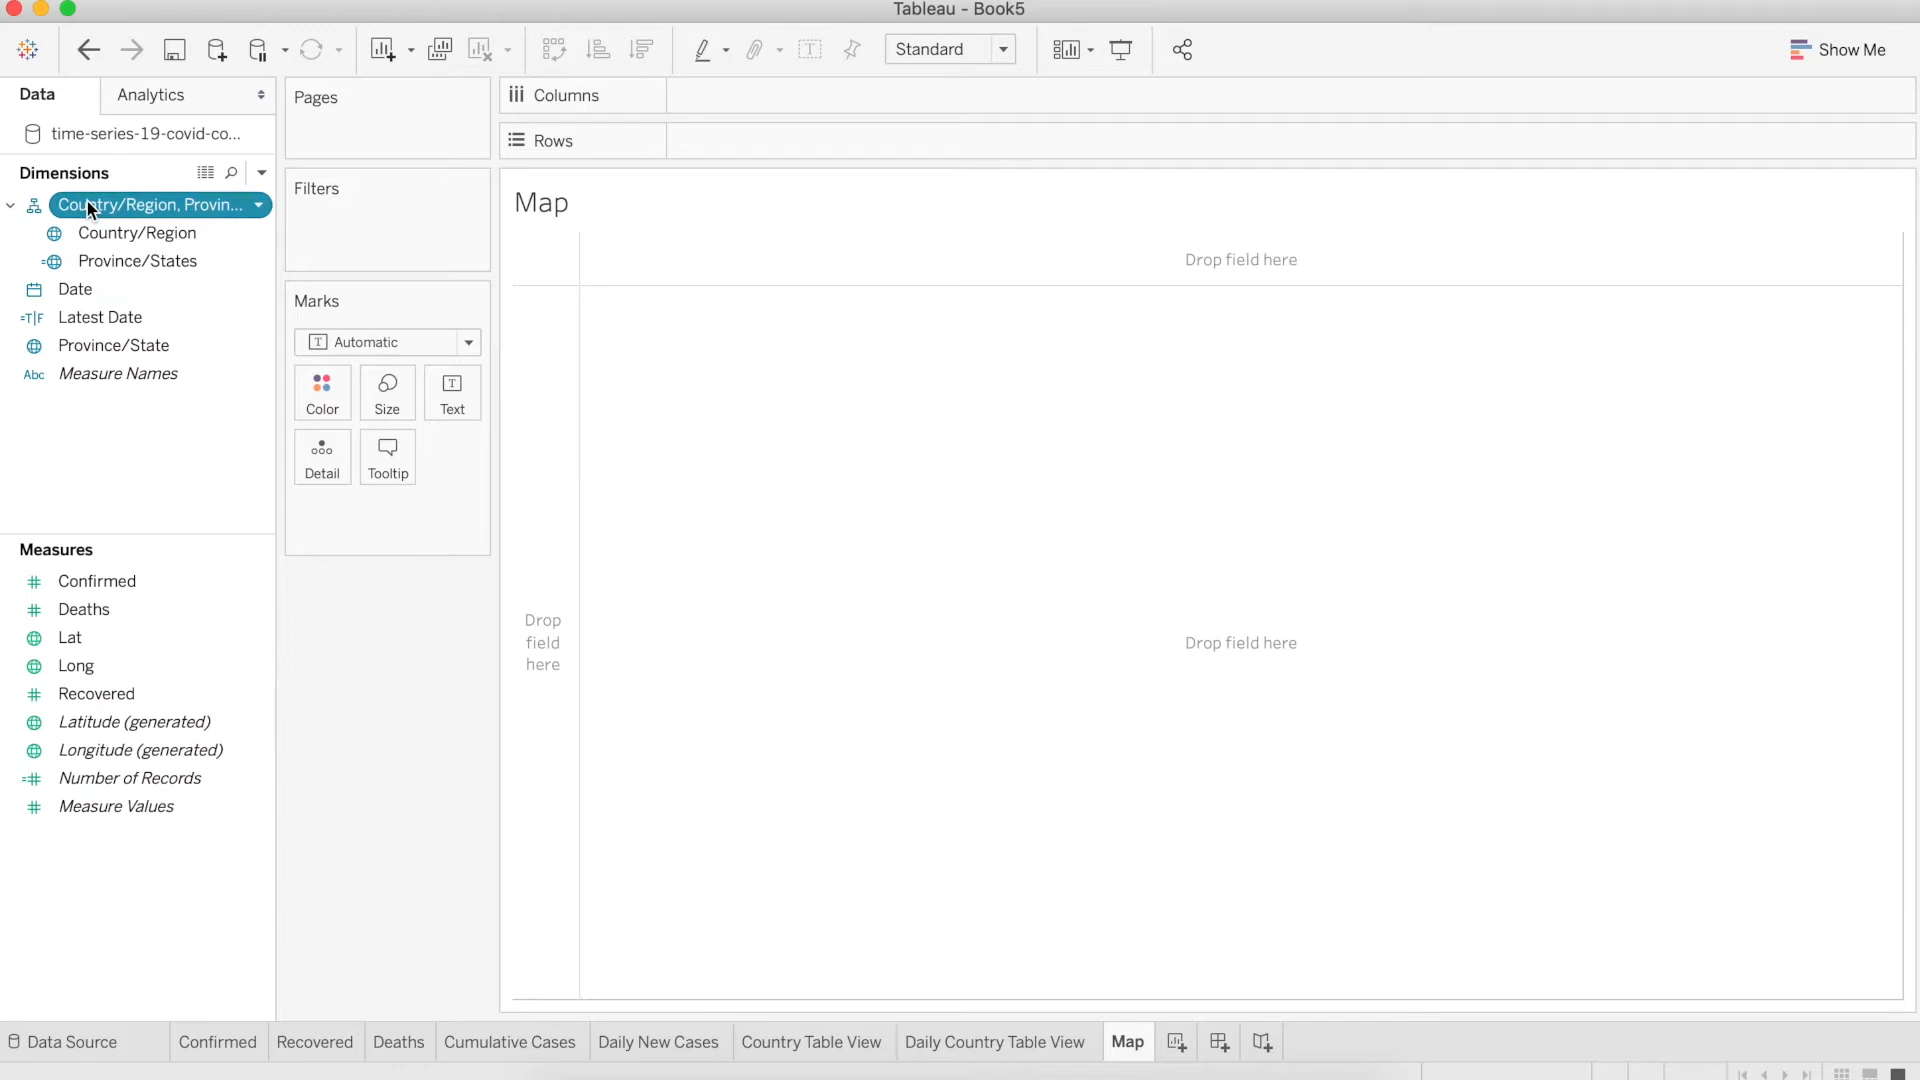 Tableau - Book5
Standard
Show Me
Data
Analytics
time-series-19-covid-co...
Dimensions
Country/Region, Provin...
Country/Region
Province/States
Date
=T|F Latest Date
Province/State
Abc Measure Names
Measures
Confirmed
Deaths
Lat
Long
Recovered
Latitude (generated)
Longitude (generated)
Number of Records
Measure Values
Pages
Filters
Marks
T Automatic
Color
Size
T Text
Detail
Tooltip
Columns
Rows
Map
Drop field here
Drop
field
here
Drop field here
Data Source
Confirmed
Recovered
Deaths
Cumulative Cases
Daily New Cases
Country Table View
Daily Country Table View
Map